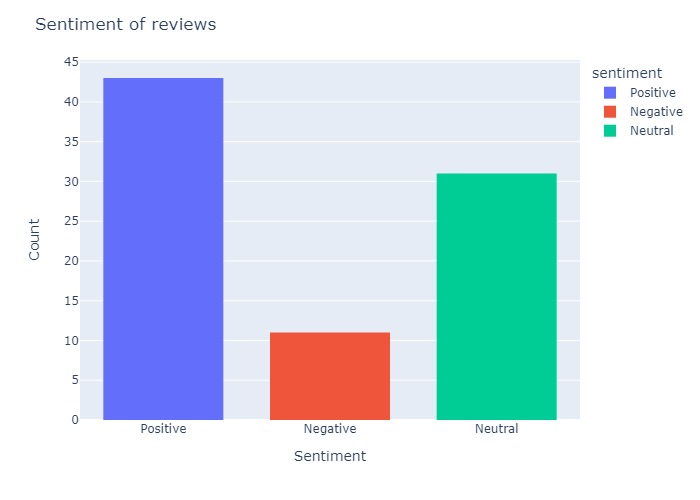 Sentiment of reviews
45
40
35
30
25
20
15
10
5
0
Count
Positive
Negative
Neutral
Sentiment
sentiment
Positive
Negative
Neutral